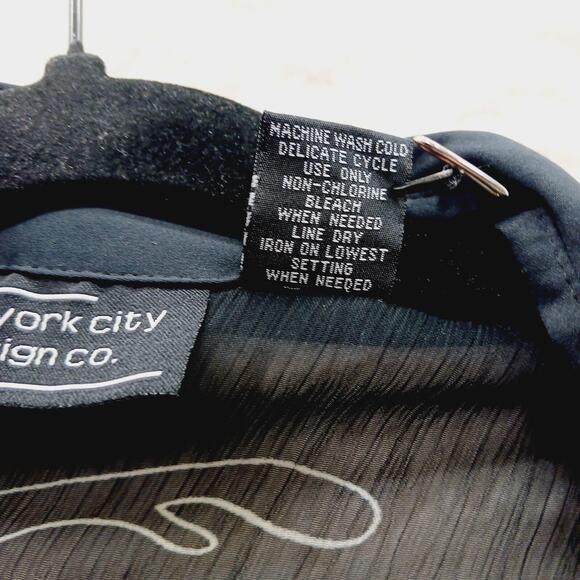 MACHINE WASH COLD
DELICATE CYCLE
USE ONLY
NON-CHLORINE
BLEACH
WHEN NEEDED
LINE DRY
IRON ON LOWEST
SETTING
WHEN NEEDED
york city
ign co.